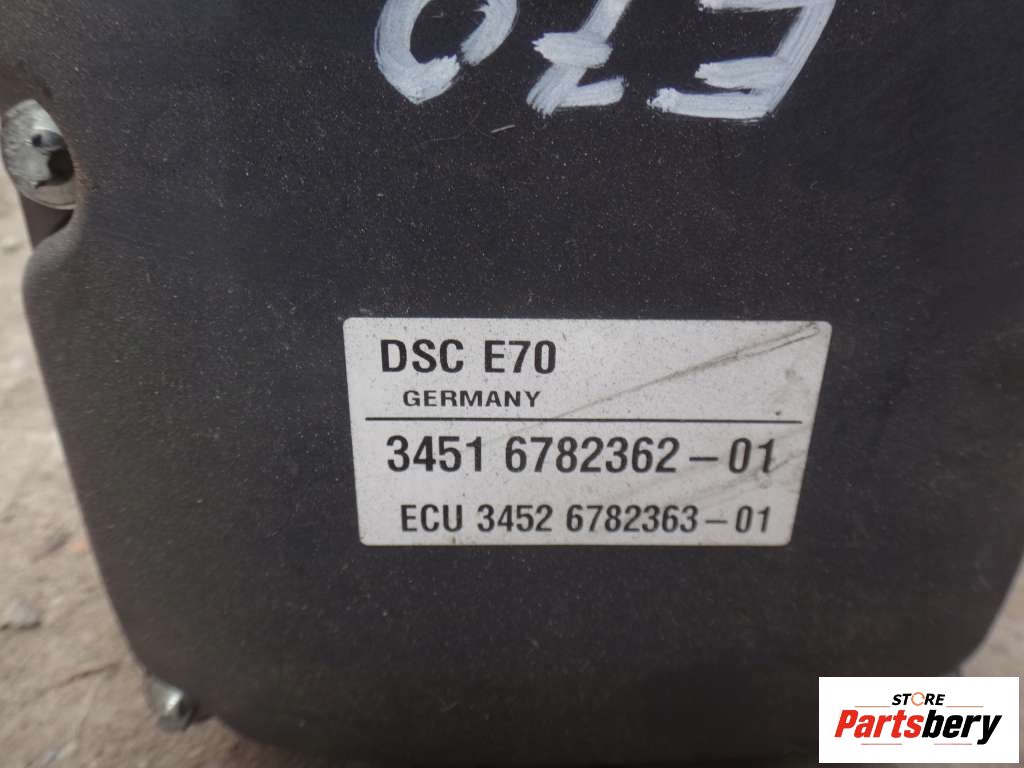 E70
DSC E70
GERMANY
3451 6782362-01
ECU 3452 6782363-01
STORE
Partsbery